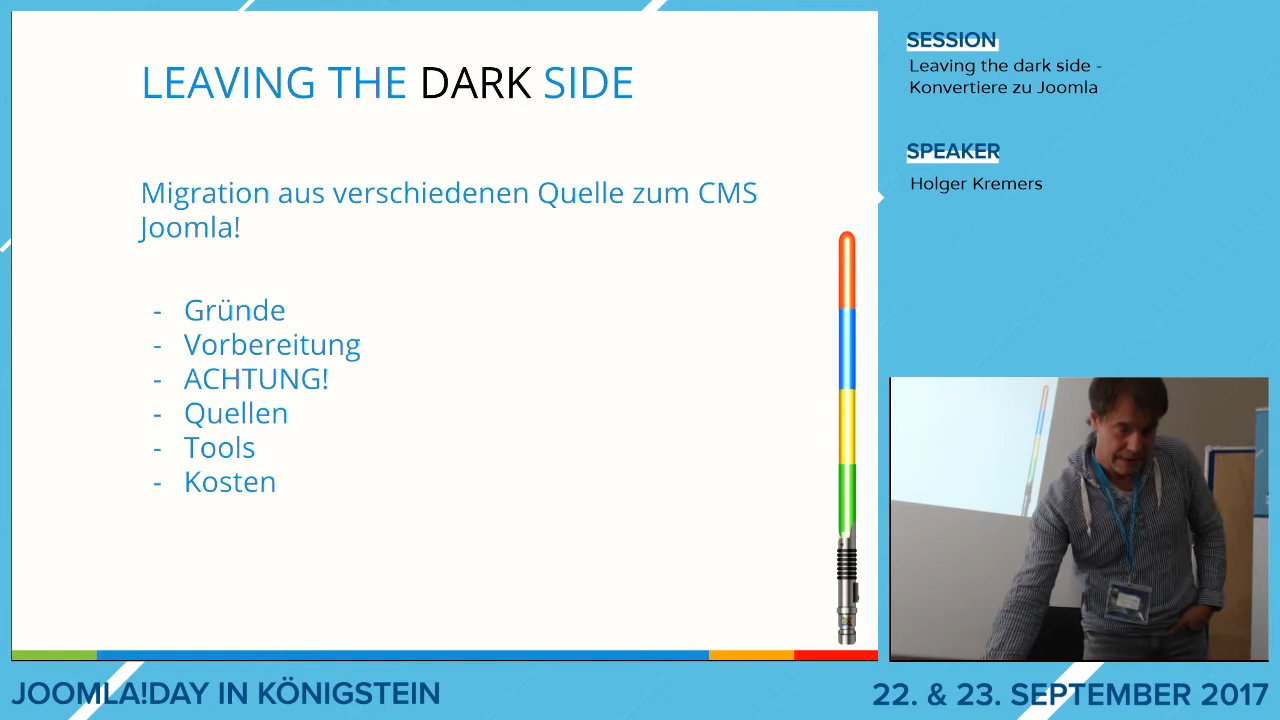 LEAVING THE DARK SIDE
Migration aus verschiedenen Quelle zum CMS
Joomla!
- Gründe
- Vorbereitung
- ACHTUNG!
- Quellen
- Tools
- Kosten
SESSION
Leaving the dark side -
Konvertiere zu Joomla
SPEAKER
Holger Kremers
JOOMLA!DAY IN KÖNIGSTEIN
22. & 23. SEPTEMBER 2017